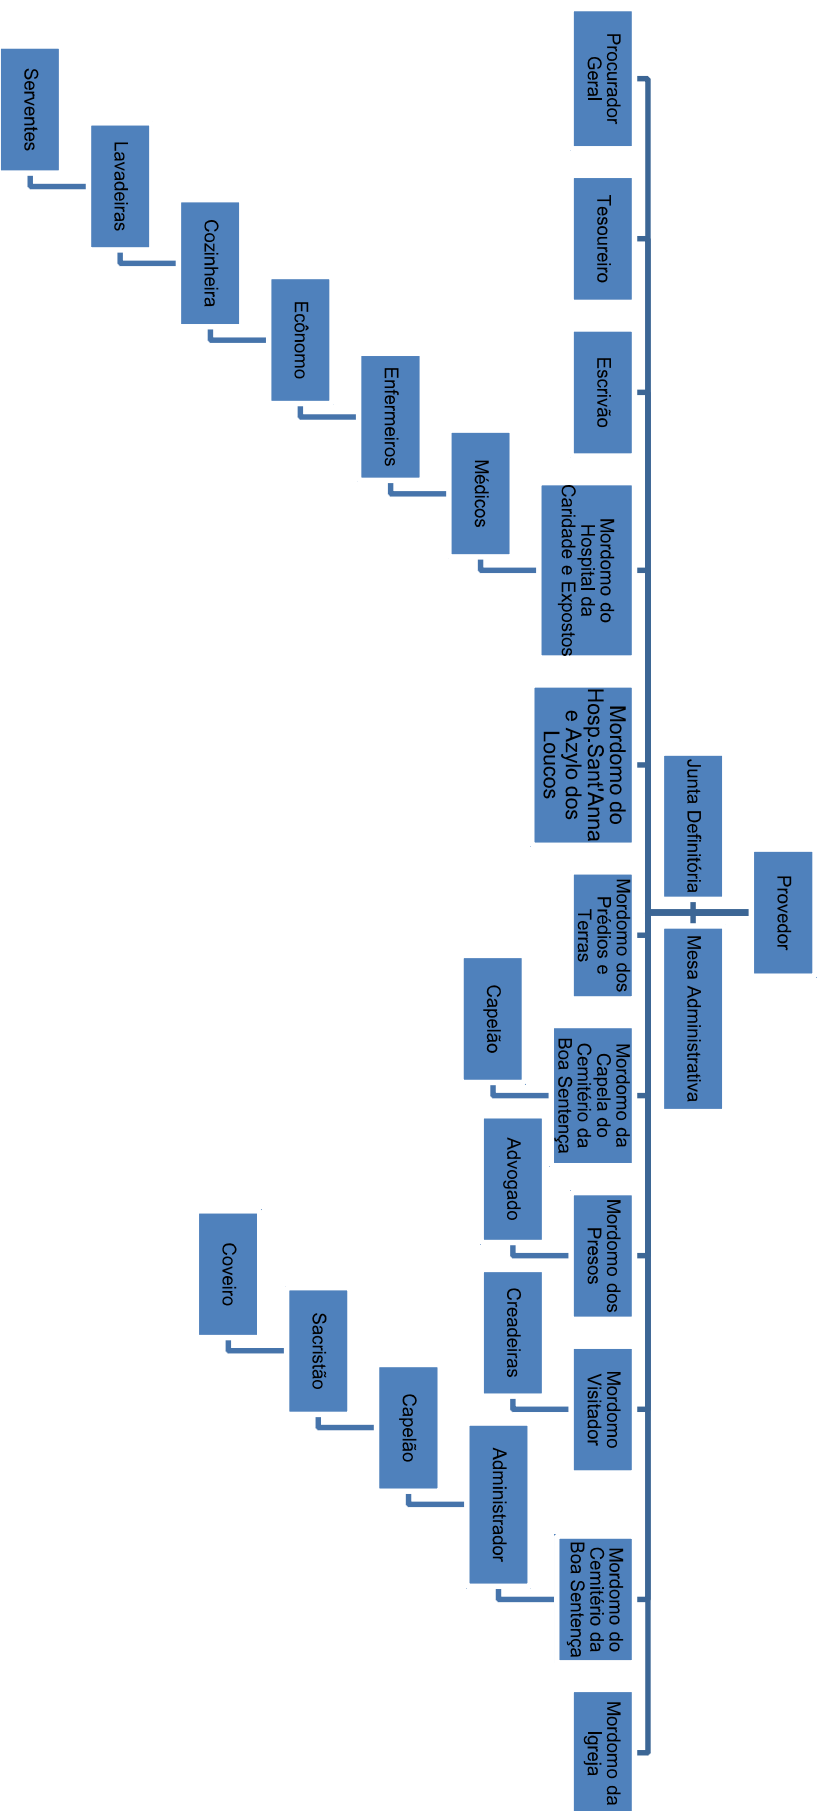 Provedor
Junta Definitória
Mesa Administrativa
Procurador
Geral
Tesoureiro
Escrivão
Mordomo do
Hospital da
Caridade e Expostos
Mordomo do
Hosp.Sant'Anna
e Azylo dos
Loucos
Mordomo dos
Prédios e
Terras
Mordomo da
Capela do
Cemitério da
Boa Sentença
Mordomo dos
Presos
Mordomo
Visitador
Mordomo do
Cemitério da
Boa Sentença
Mordomo da
Igreja
Médicos
Enfermeiros
Ecônomo
Cozinheira
Lavadeiras
Serventes
Capelão
Advogado
Creadeiras
Administrador
Capelão
Sacristão
Coveiro